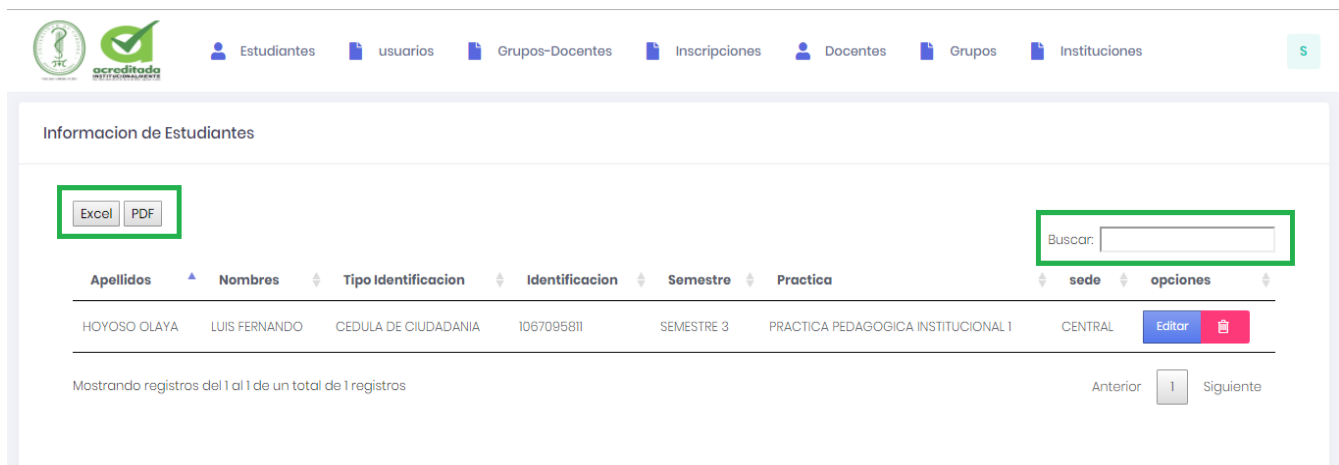 acreditada
INSTITUCIONALMENTE
Estudiantes usuarios Grupos-Docentes Inscripciones Docentes Grupos Instituciones S
Informacion de Estudiantes
Excel PDF
Buscar:
Apellidos Nombres Tipo Identificacion Identificacion Semestre Practica sede opciones
HOYOSO OLAYA LUIS FERNANDO CEDULA DE CIUDADANIA 1067095811 SEMESTRE 3 PRACTICA PEDAGOGICA INSTITUCIONAL 1 CENTRAL Editar
Mostrando registros del 1 al 1 de un total de 1 registros
Anterior 1 Siguiente